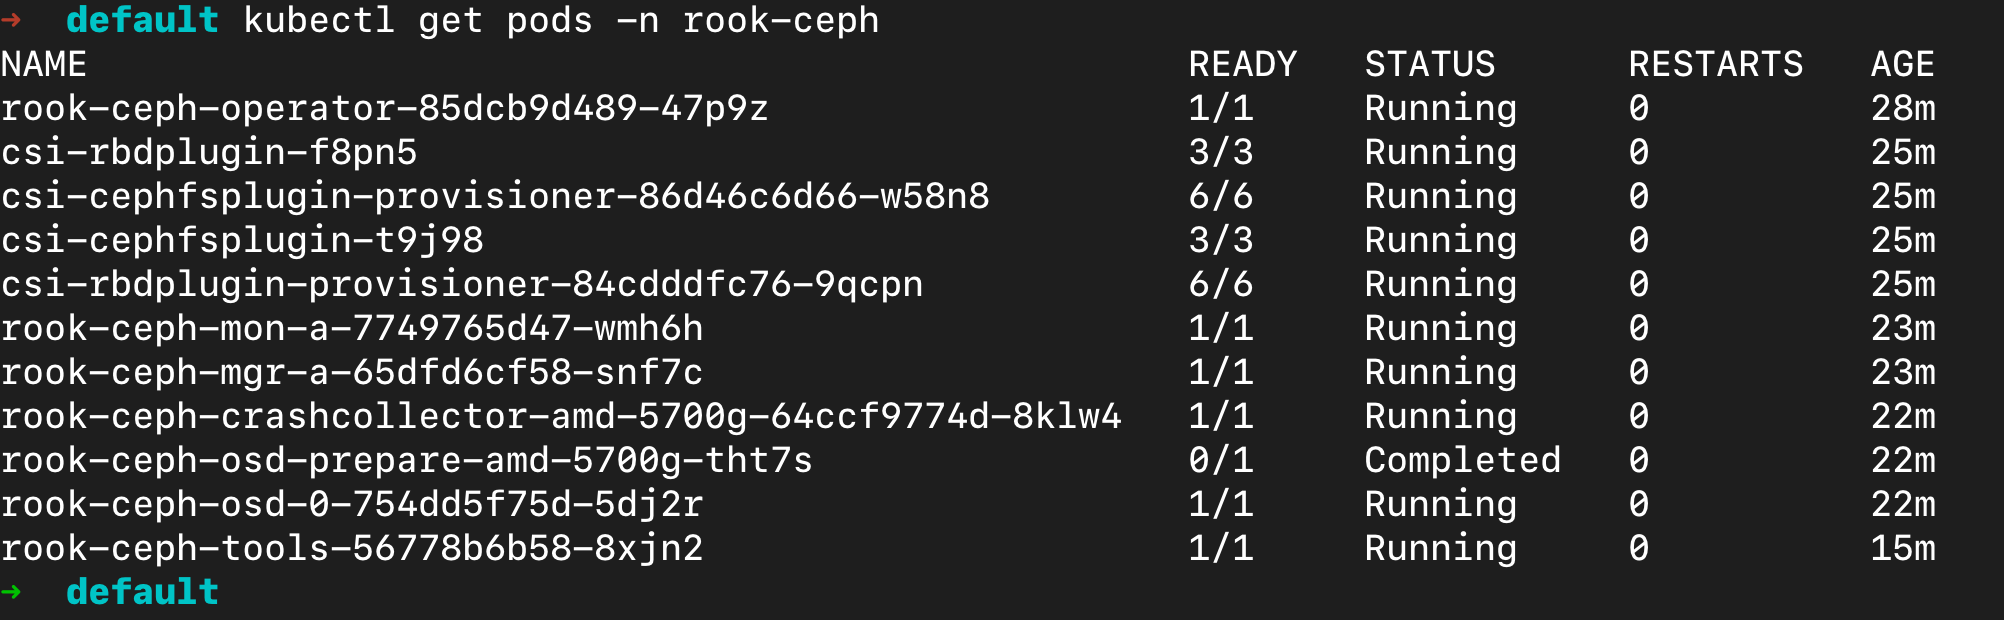 → default kubectl get pods -n rook-ceph
NAME READY STATUS RESTARTS AGE
rook-ceph-operator-85dcb9d489-47p9z 1/1 Running 0 28m
csi-rbdplugin-f8pn5 3/3 Running 0 25m
csi-cephfsplugin-provisioner-86d46c6d66-w58n8 6/6 Running 0 25m
csi-cephfsplugin-t9j98 3/3 Running 0 25m
csi-rbdplugin-provisioner-84cdddfc76-9qcpn 6/6 Running 0 25m
rook-ceph-mon-a-7749765d47-wmh6h 1/1 Running 0 23m
rook-ceph-mgr-a-65dfd6cf58-snf7c 1/1 Running 0 23m
rook-ceph-crashcollector-amd-5700g-64ccf9774d-8klw4 1/1 Running 0 22m
rook-ceph-osd-prepare-amd-5700g-tht7s 0/1 Completed 0 22m
rook-ceph-osd-0-754dd5f75d-5dj2r 1/1 Running 0 22m
rook-ceph-tools-56778b6b58-8xjn2 1/1 Running 0 15m
→ default